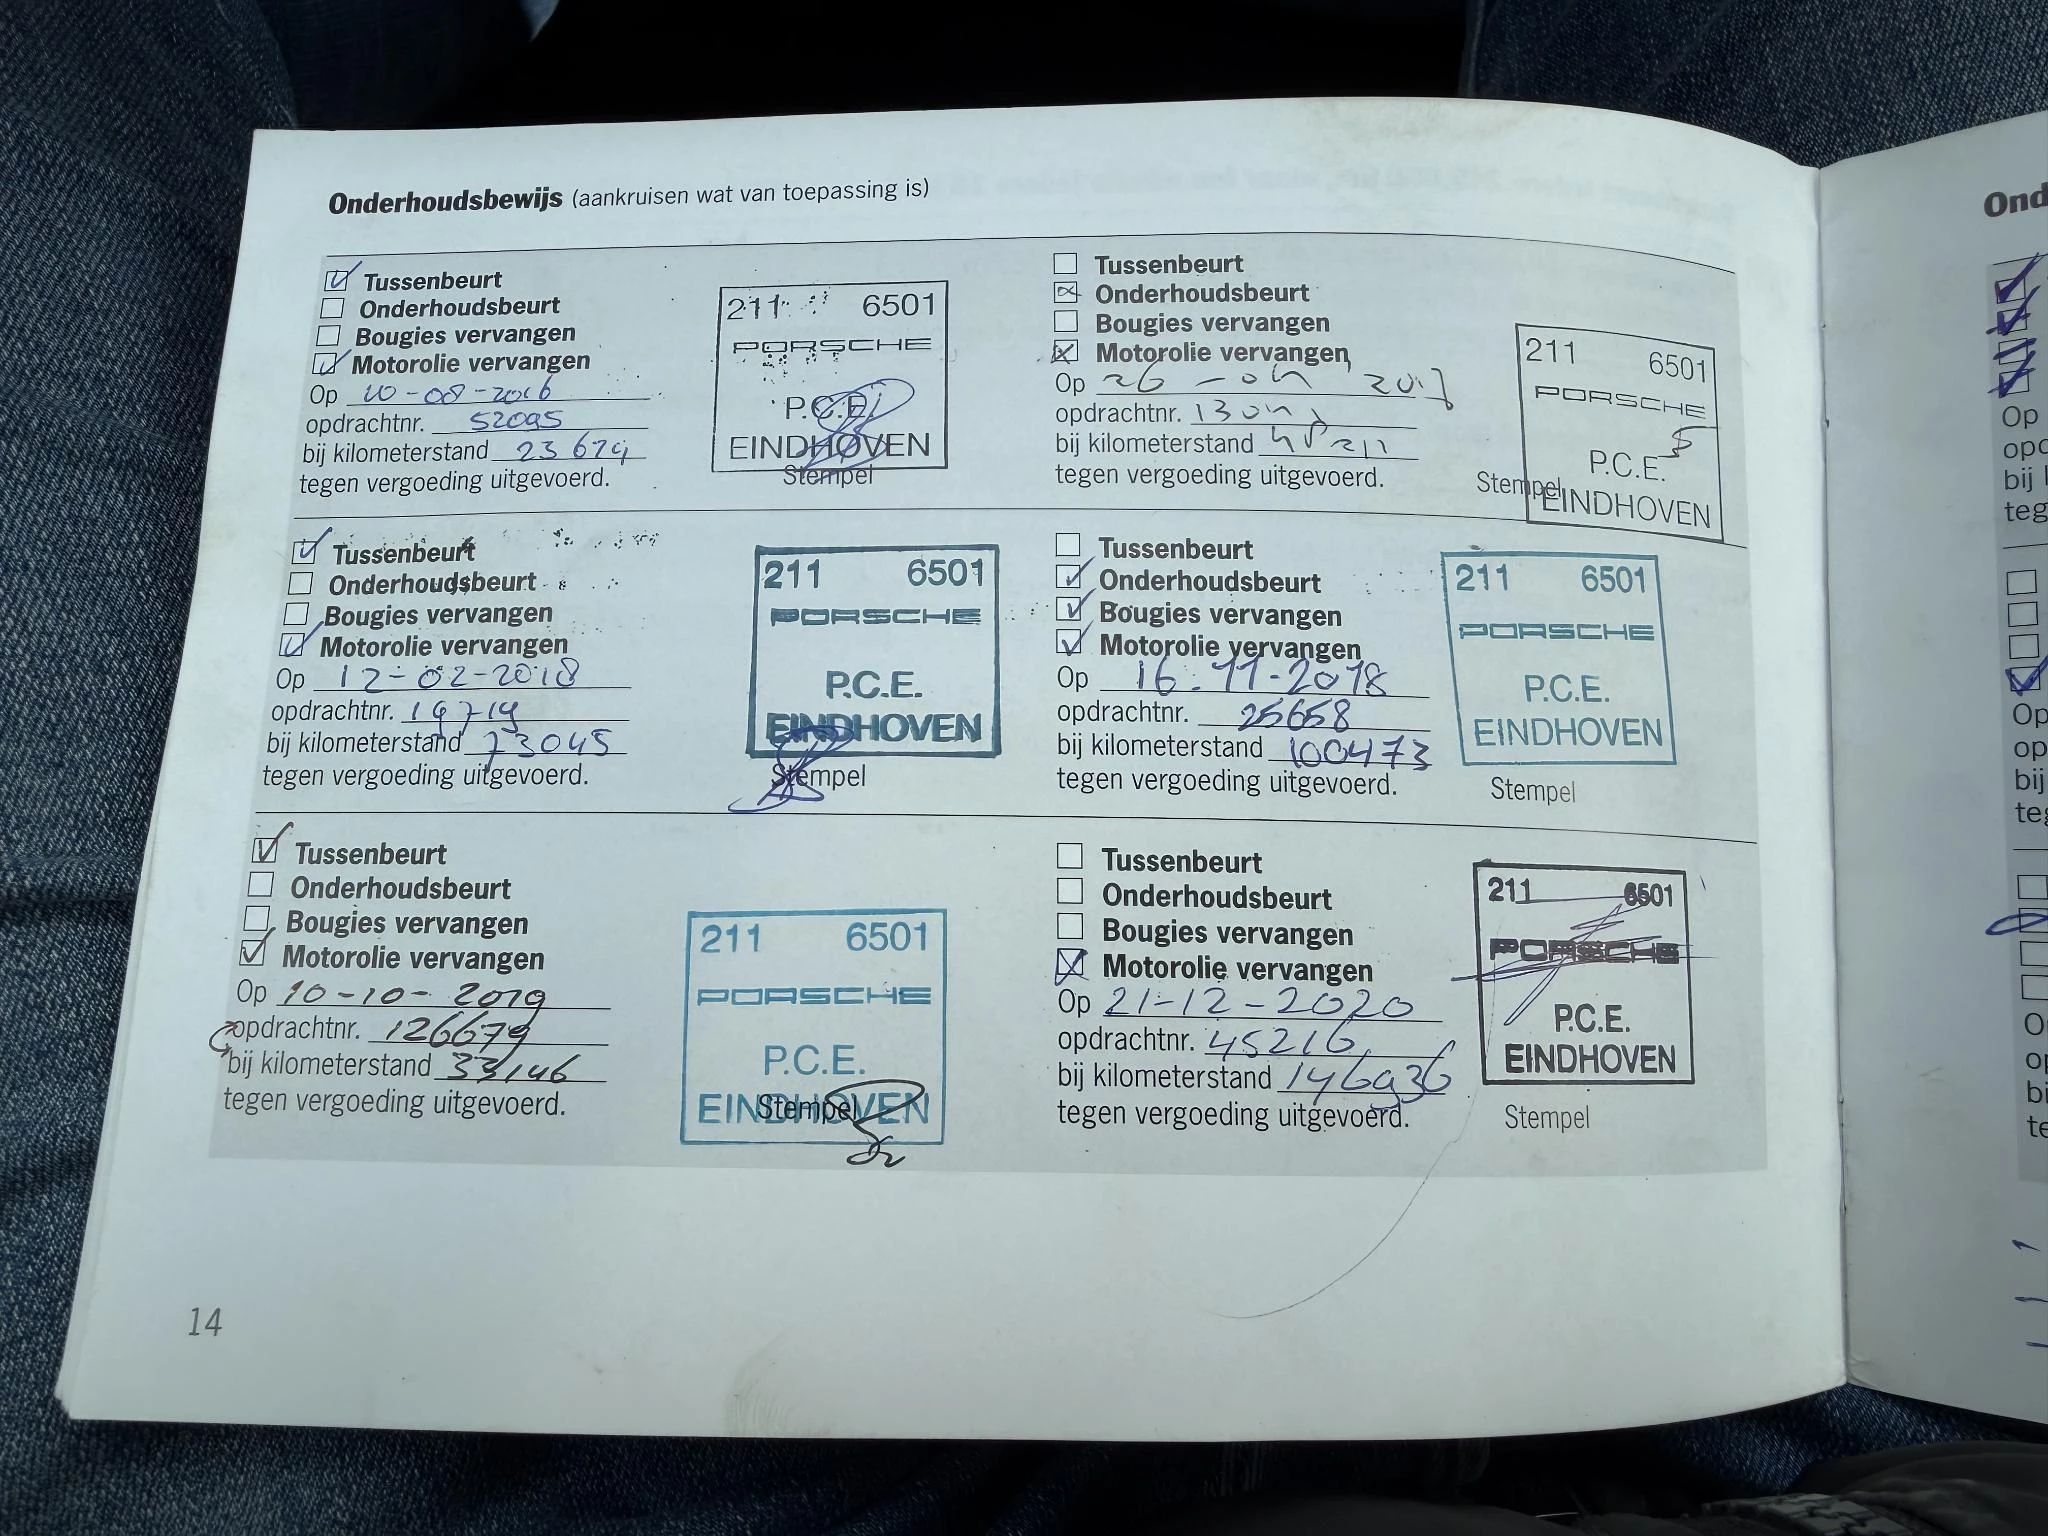 Onderhoudsbewijs (aankruisen wat van toepassing is)
Tussenbeurt
Onderhoudsbeurt
Bougies vervangen
Motorolie vervangen
Op 10-08-2016
opdrachtnr. 52095
bij kilometerstand 23679
tegen vergoeding uitgevoerd.
211 6501
PORSCHE
P.C.E.
EINDHOVEN
Stempel
Tussenbeurt
Onderhoudsbeurt
Bougies vervangen
Motorolie vervangen
Op 26-04 2017
opdrachtnr.
bij kilometerstand
tegen vergoeding uitgevoerd.
211 6501
PORSCHE
P.C.E.
EINDHOVEN
Stempel
Tussenbeurt
Onderhoudsbeurt
Bougies vervangen
Motorolie vervangen
Op 12-02-2018
opdrachtnr. 19719
bij kilometerstand 73045
tegen vergoeding uitgevoerd.
211 6501
PORSCHE
P.C.E.
EINDHOVEN
Stempel
Tussenbeurt
Onderhoudsbeurt
Bougies vervangen
Motorolie vervangen
Op 16-11-2018
opdrachtnr. 25658
bij kilometerstand 100473
tegen vergoeding uitgevoerd.
211 6501
PORSCHE
P.C.E.
EINDHOVEN
Stempel
Tussenbeurt
Onderhoudsbeurt
Bougies vervangen
Motorolie vervangen
Op 10-10-2019
opdrachtnr. 126679
bij kilometerstand 33146
tegen vergoeding uitgevoerd.
211 6501
PORSCHE
P.C.E.
EINDHOVEN
Stempel
Tussenbeurt
Onderhoudsbeurt
Bougies vervangen
Motorolie vervangen
Op 21-12-2020
opdrachtnr. 45216
bij kilometerstand 146936
tegen vergoeding uitgevoerd.
211 6501
PORSCHE
P.C.E.
EINDHOVEN
Stempel
14